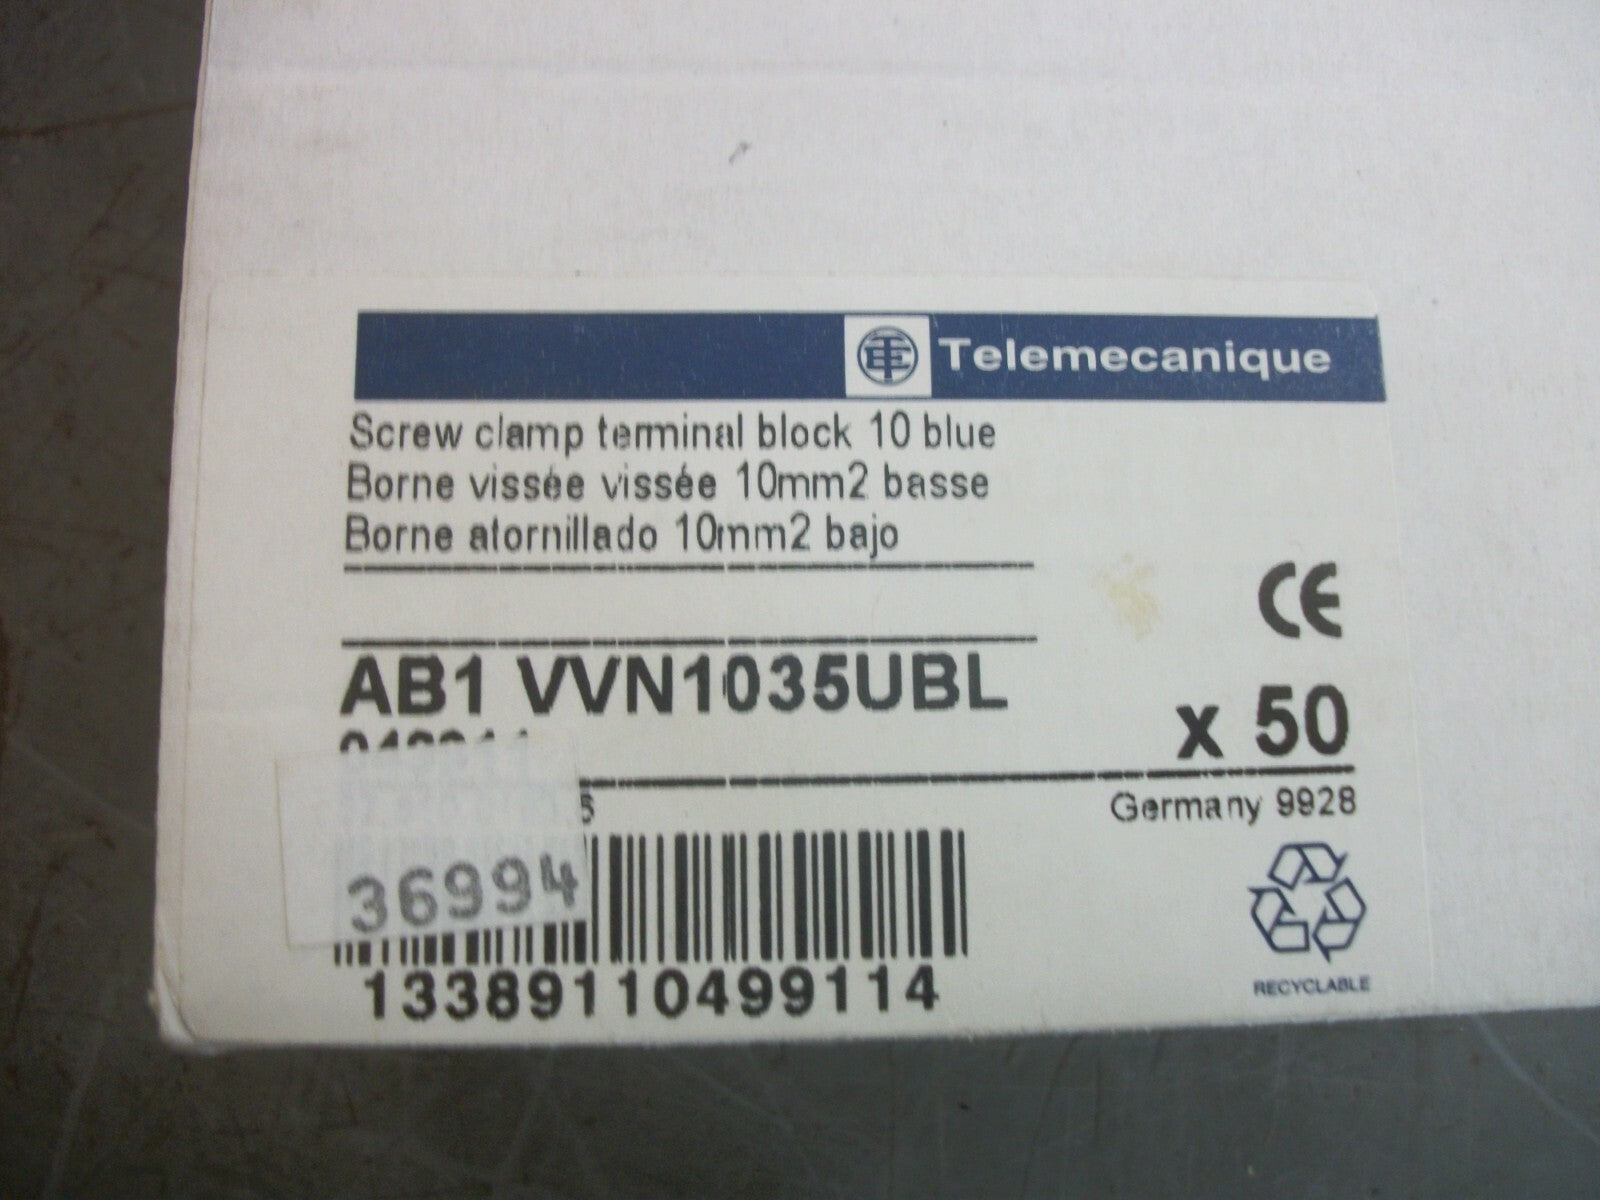 Telemecanique
Screw clamp terminal block 10 blue
Borne vissée vissée 10mm2 basse
Borne atornillado 10mm2 bajo
CE
AB1 VVN1035UBL
x 50
Germany 9928
36994
13389110499114
RECYCLABLE